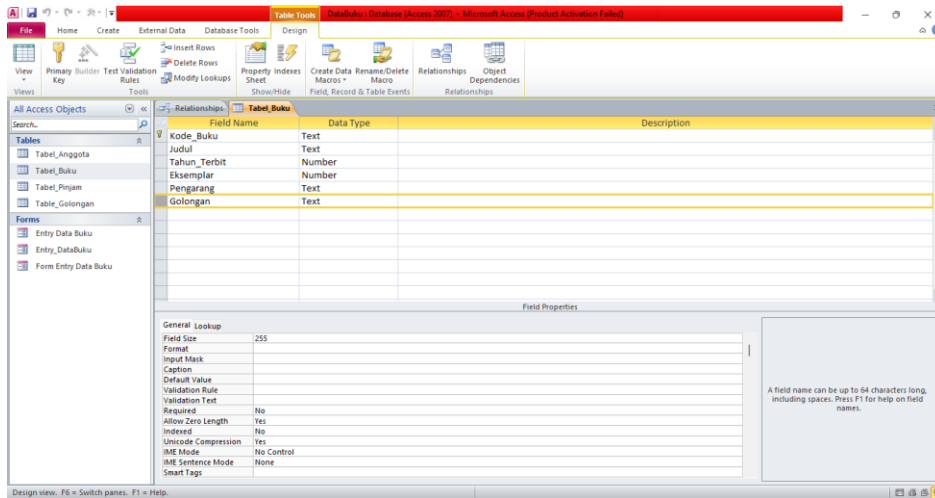 Table Tools DataBuku : Database (Access 2007) - Microsoft Access (Product Activation Failed)
File Home Create External Data Database Tools Design
View Primary Key Builder Test Validation Rules Insert Rows Delete Rows Modify Lookups Property Sheet Indexes Create Data Macros Rename/Delete Macro Relationships Object Dependencies
Views Tools Show/Hide Field, Record & Table Events Relationships
All Access Objects
Search...
Tables
Tabel_Anggota
Tabel_Buku
Tabel_Pinjam
Table_Golongan
Forms
Entry Data Buku
Entry_DataBuku
Form Entry Data Buku
Relationships Tabel_Buku
Field Name Data Type Description
Kode_Buku Text
Judul Text
Tahun_Terbit Number
Eksemplar Number
Pengarang Text
Golongan Text
Field Properties
General Lookup
Field Size 255
Format
Input Mask
Caption
Default Value
Validation Rule
Validation Text
Required No
Allow Zero Length Yes
Indexed No
Unicode Compression Yes
IME Mode No Control
IME Sentence Mode None
Smart Tags
A field name can be up to 64 characters long,
including spaces. Press F1 for help on field
names.
Design view. F6 = Switch panes. F1 = Help.